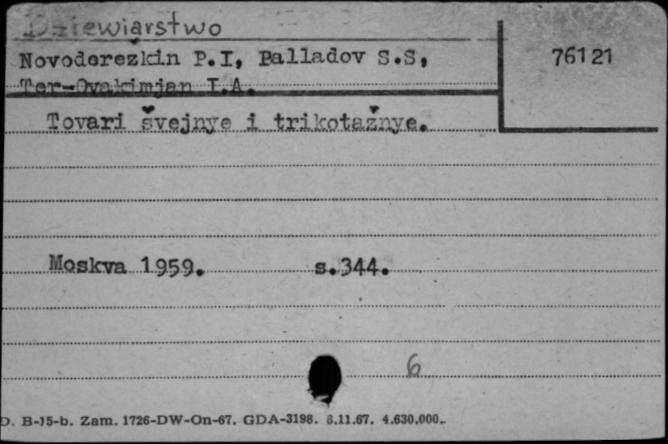 Dziewiarstwo
Novoderezkin P.I, Palladov S.S,
76121
Ter-Ovakimjan I.A.
Tovari švejnye i trikotažnye.
Moskva 1959. s.344.
6
D. B-15-b. Zam. 1726-DW-On-67. GDA-3198. 8.11.67. 4.630.000.